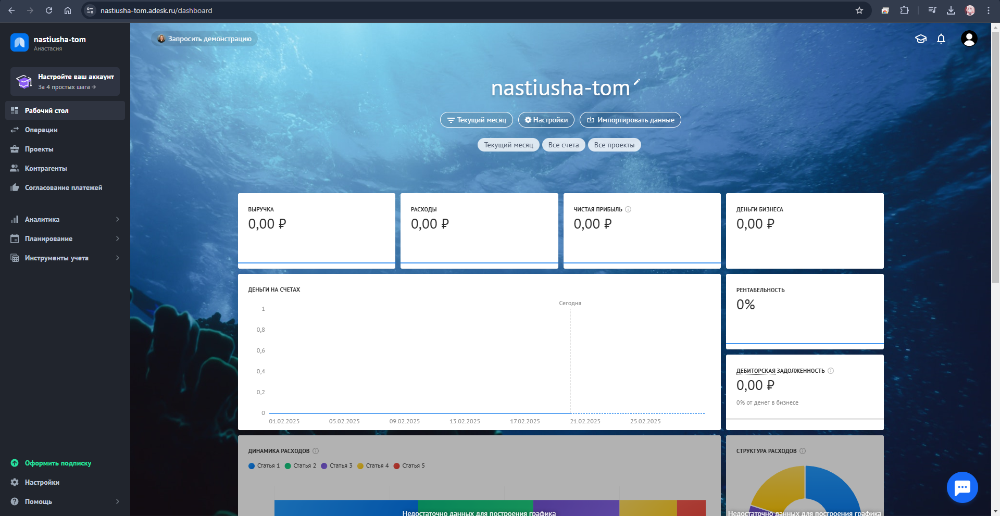 nastiusha-tom.adesk.ru/dashboard
nastiusha-tom
Анастасия
Запросить демонстрацию
Настройте ваш аккаунт
За 4 простых шага →
Рабочий стол
Операции
Проекты
Контрагенты
Согласование платежей
Аналитика
Планирование
Инструменты учета
Оформить подписку
Настройки
Помощь
nastiusha-tom
Текущий месяц
Настройки
Импортировать данные
Текущий месяц
Все счета
Все проекты
ВЫРУЧКА
0,00 ₽
РАСХОДЫ
0,00 ₽
ЧИСТАЯ ПРИБЫЛЬ
0,00 ₽
ДЕНЬГИ БИЗНЕСА
0,00 ₽
ДЕНЬГИ НА СЧЕТАХ
Сегодня
1
0,8
0,6
0,4
0,2
0
01.02.2025
05.02.2025
09.02.2025
13.02.2025
17.02.2025
21.02.2025
25.02.2025
РЕНТАБЕЛЬНОСТЬ
0%
ДЕБИТОРСКАЯ ЗАДОЛЖЕННОСТЬ
0,00 ₽
0% от денег в бизнесе
ДИНАМИКА РАСХОДОВ
Статья 1
Статья 2
Статья 3
Статья 4
Статья 5
Недостаточно данных для построения графика
СТРУКТУРА РАСХОДОВ
Недостаточно данных для построения графика